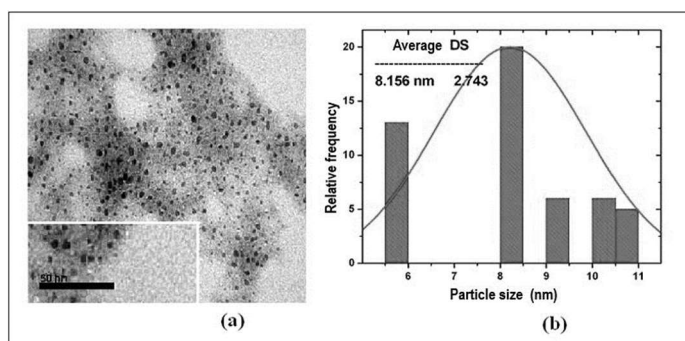 50 nm
(a)
Average DS
8.156 nm 2.743
Relative frequency
20
15
10
5
0
6 7 8 9 10 11
Particle size (nm)
(b)